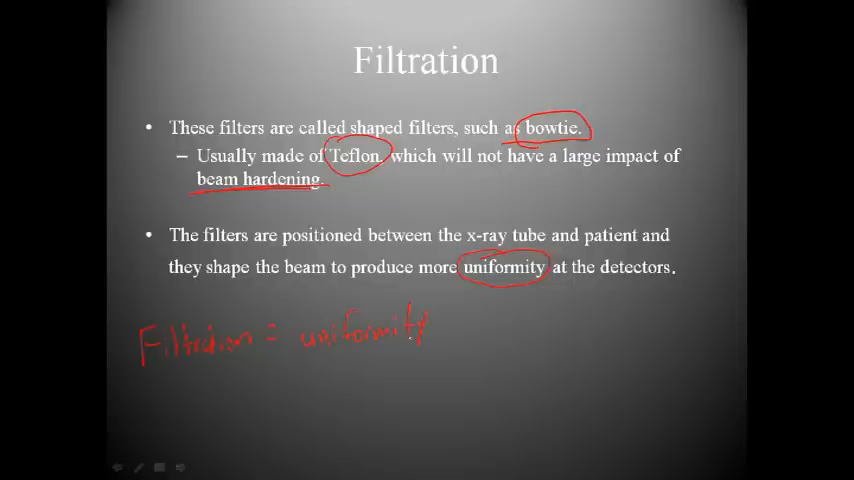 Filtration
• These filters are called shaped filters, such as bowtie.
– Usually made of Teflon, which will not have a large impact of
beam hardening.
• The filters are positioned between the x-ray tube and patient and
they shape the beam to produce more uniformity at the detectors.
Filtration = uniformity